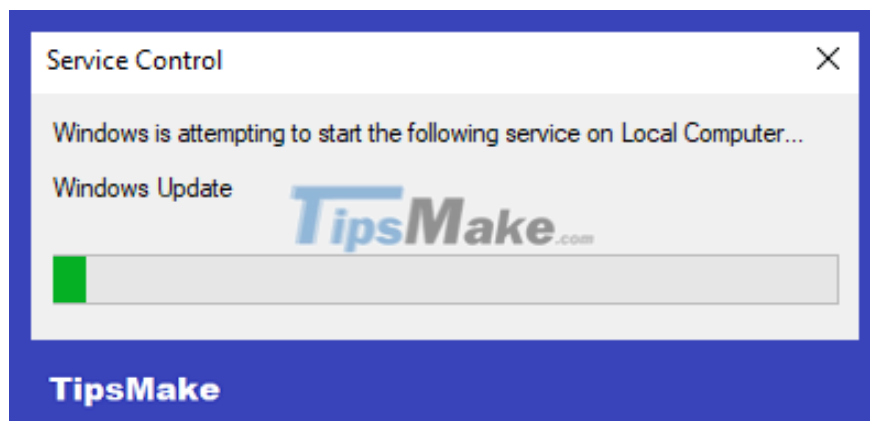 Service Control
Windows is attempting to start the following service on Local Computer...
Windows Update
TipsMake.com
TipsMake